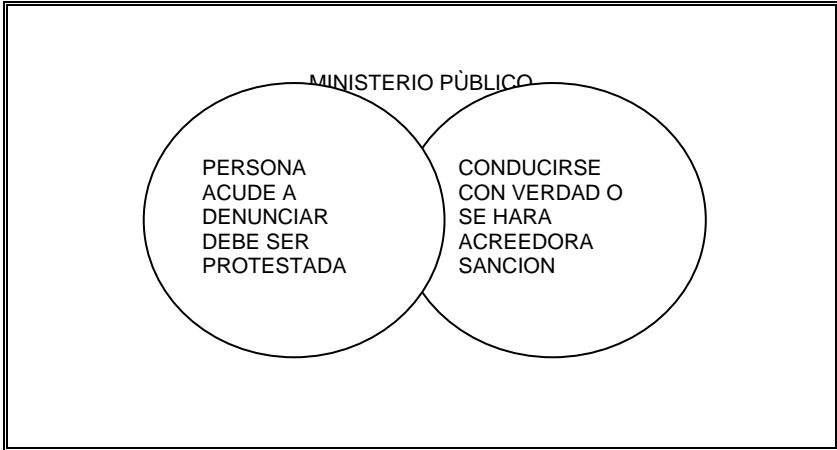 MINISTERIO PÙBLICO
PERSONA
ACUDE A
DENUNCIAR
DEBE SER
PROTESTADA
CONDUCIRSE
CON VERDAD O
SE HARA
ACREEDORA
SANCION